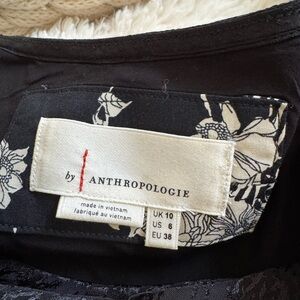 by ANTHROPOLOGIE
made in vietnam
fabriqué au vietnam
UK 10
US 6
EU 38